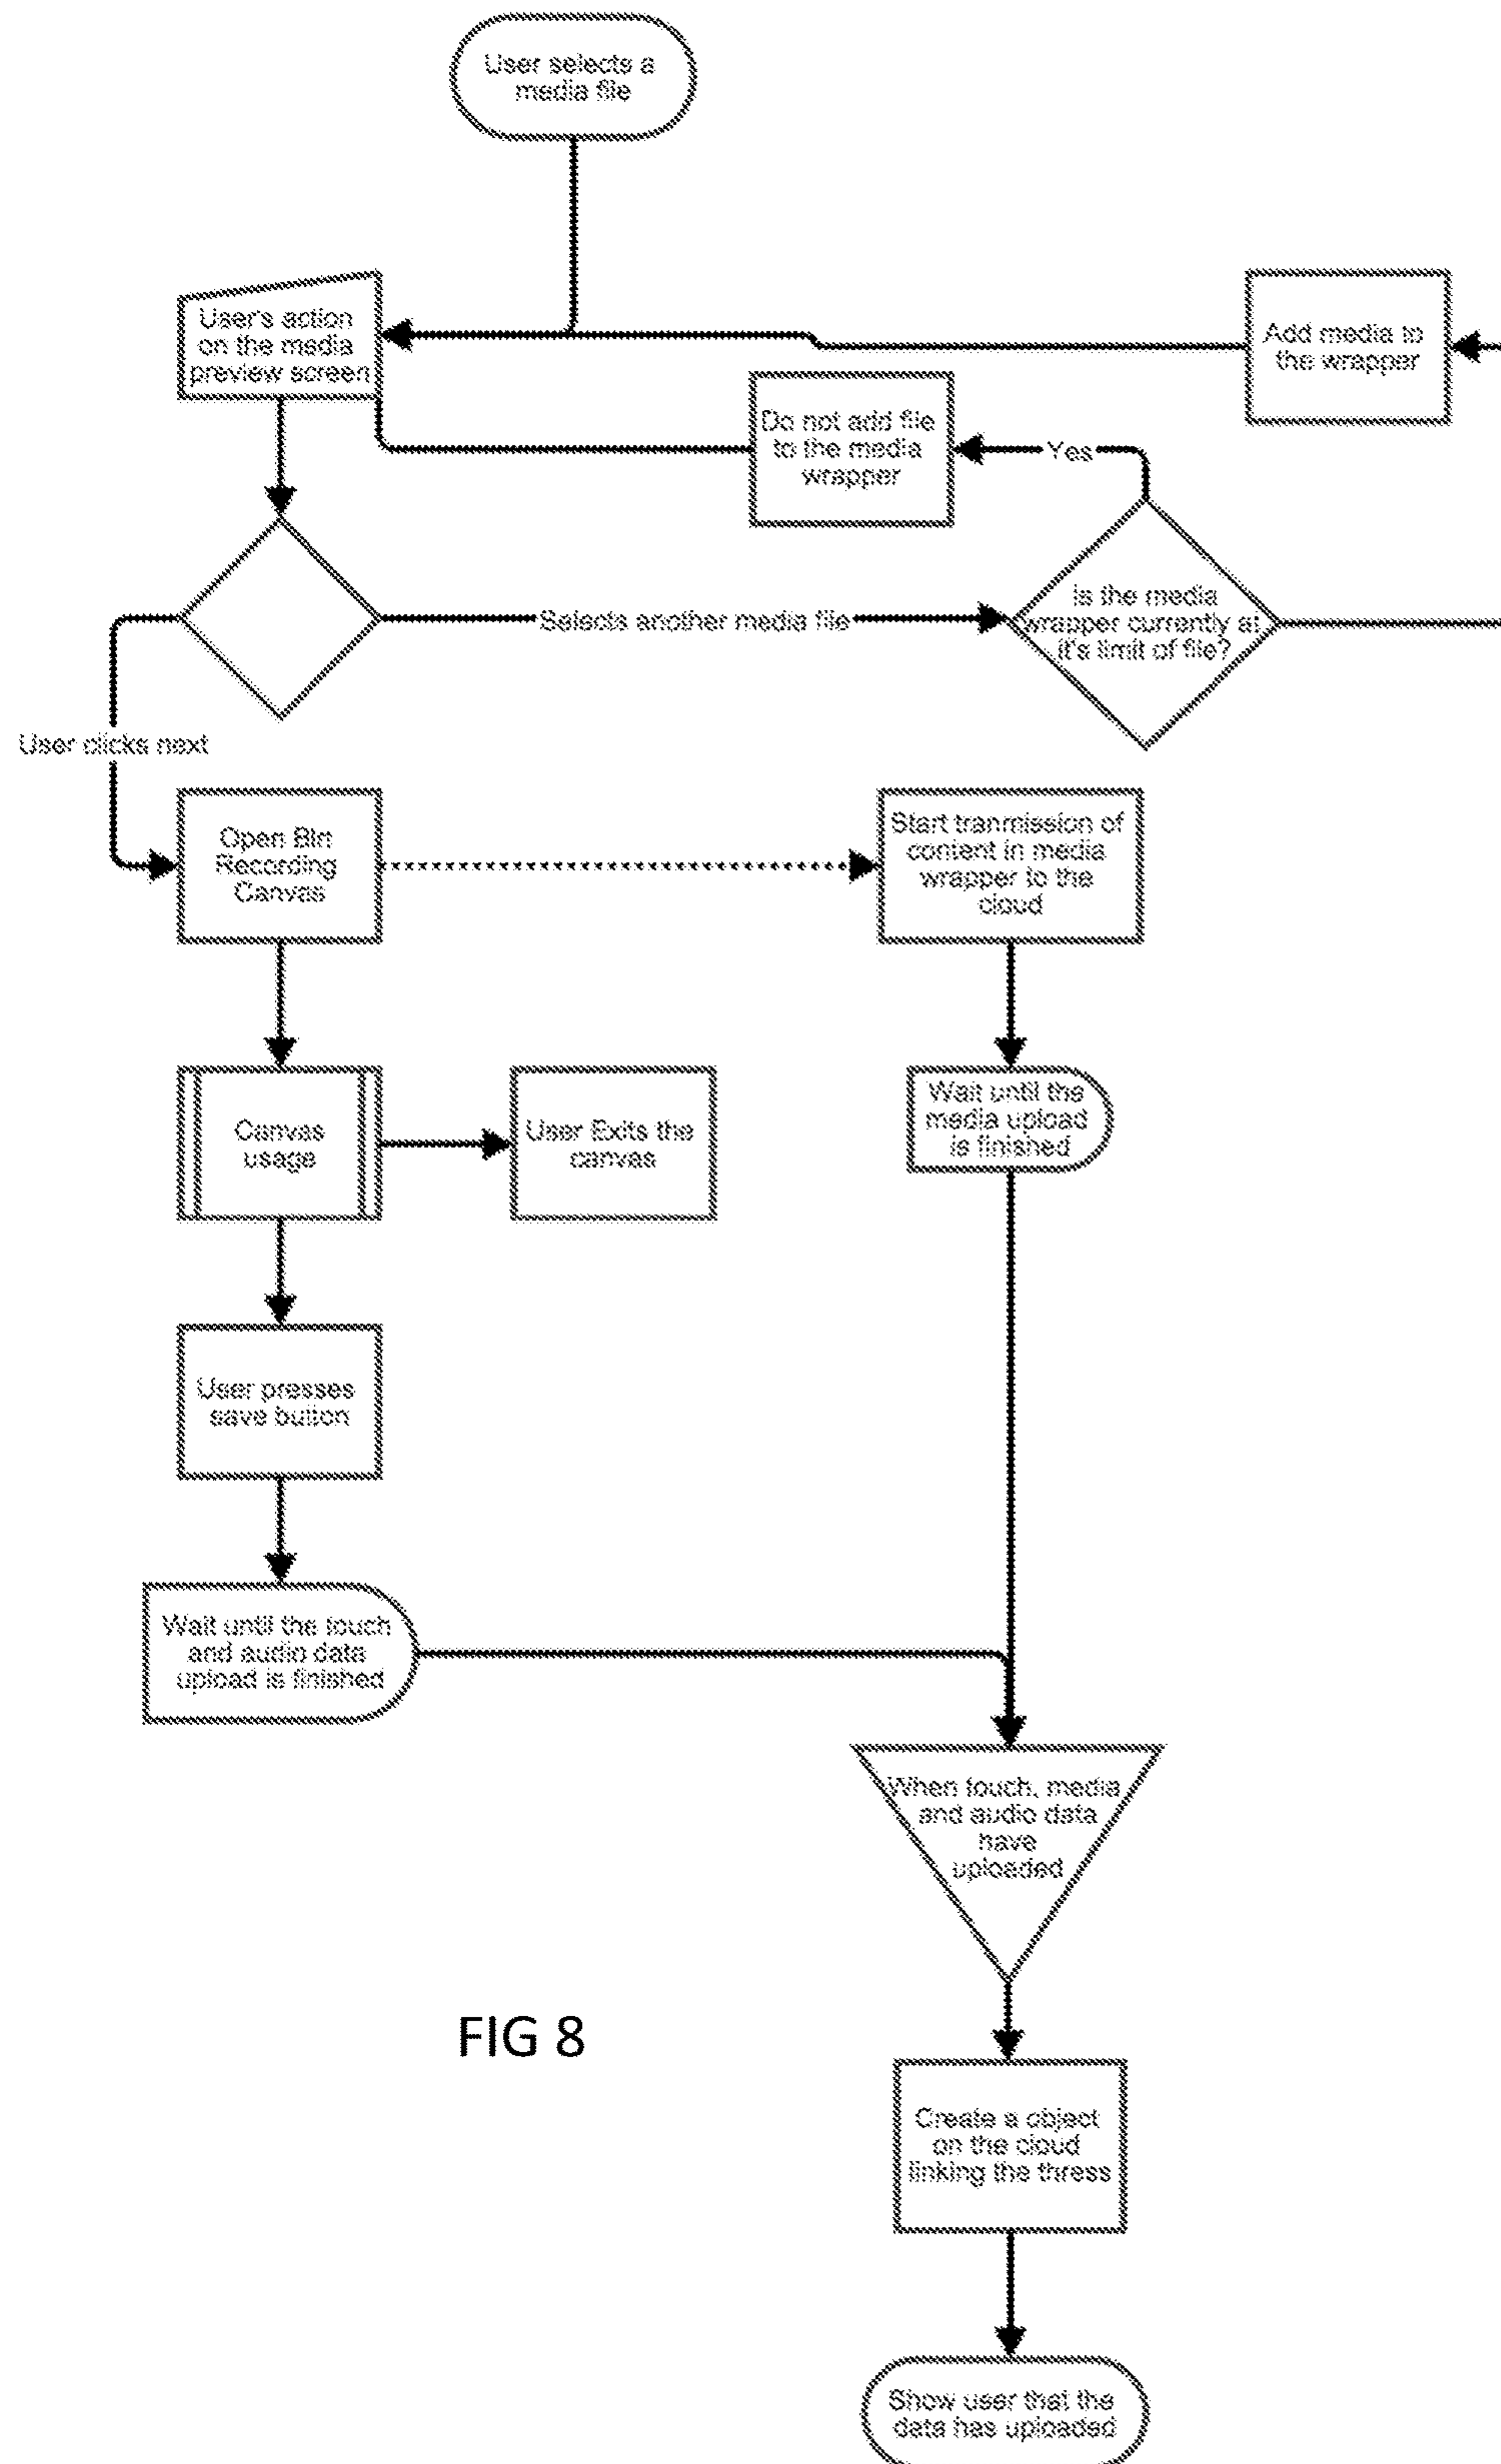 User selects a
media file
User's action
on the media
preview screen
Add media to
the wrapper
Do not add file
to the media
wrapper
Yes
Selects another media file
is the media
wrapper currently at
it's limit of file?
User clicks next
Open Bin
Recording
Canvas
Start tranmission of
content in media
wrapper to the
cloud
Canvas
usage
User Exits the
canvas
Wait until the
media upload
is finished
User presses
save button
Wait until the touch
and audio data
upload is finished
When touch, media
and audio data
have
uploaded
FIG 8
Create a object
on the cloud
linking the thress
Show user that the
data has uploaded